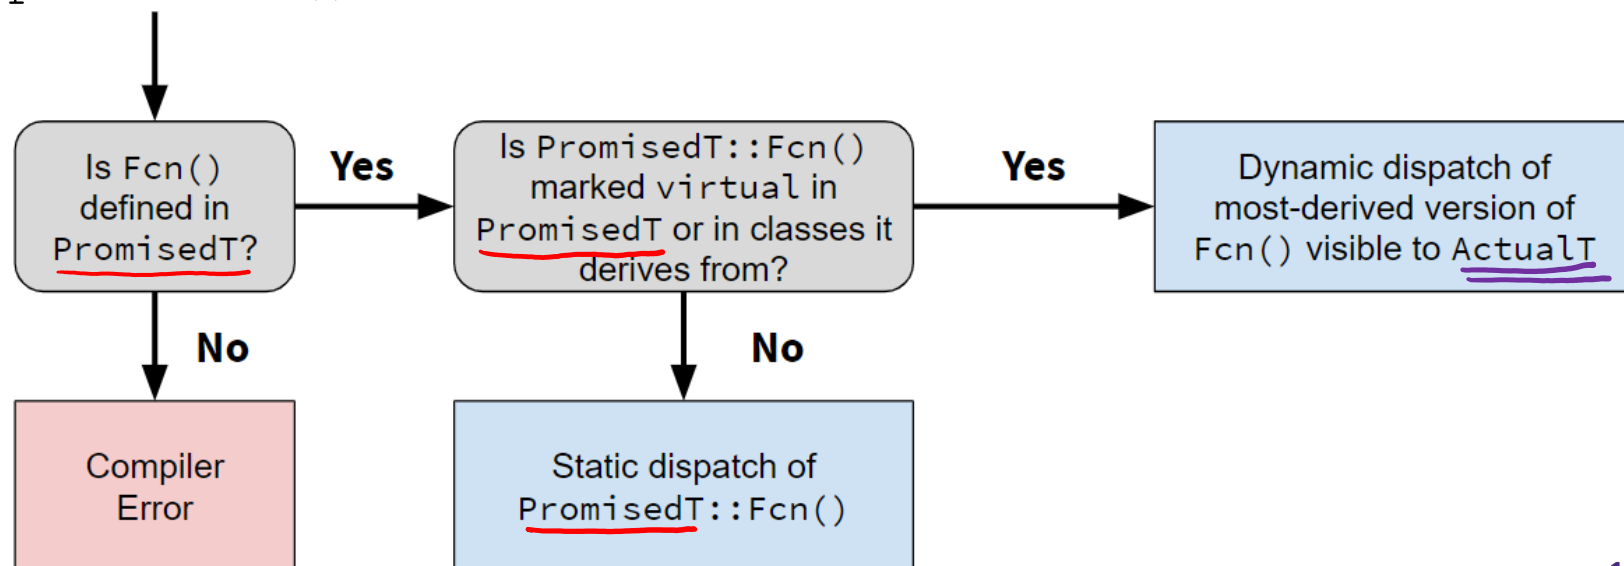 Is Fcn()
defined in
PromisedT?
Yes
Is PromisedT::Fcn()
marked virtual in
PromisedT or in classes it
derives from?
Yes
Dynamic dispatch of
most-derived version of
Fcn() visible to ActualT
No
No
Compiler
Error
Static dispatch of
PromisedT::Fcn()